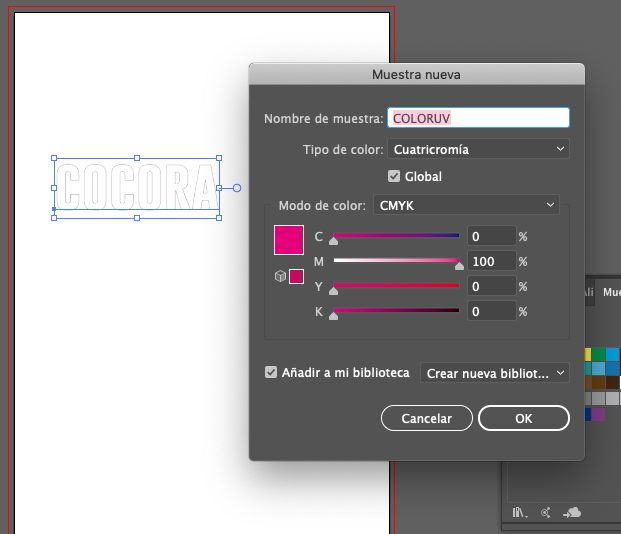 Muestra nueva
Nombre de muestra: COLORUV
Tipo de color: Cuatricromía
Global
Modo de color: CMYK
C 0 %
M 100 %
Y 0 %
K 0 %
Añadir a mi biblioteca Crear nueva bibliot...
Cancelar OK
COCORA
Ali Mue